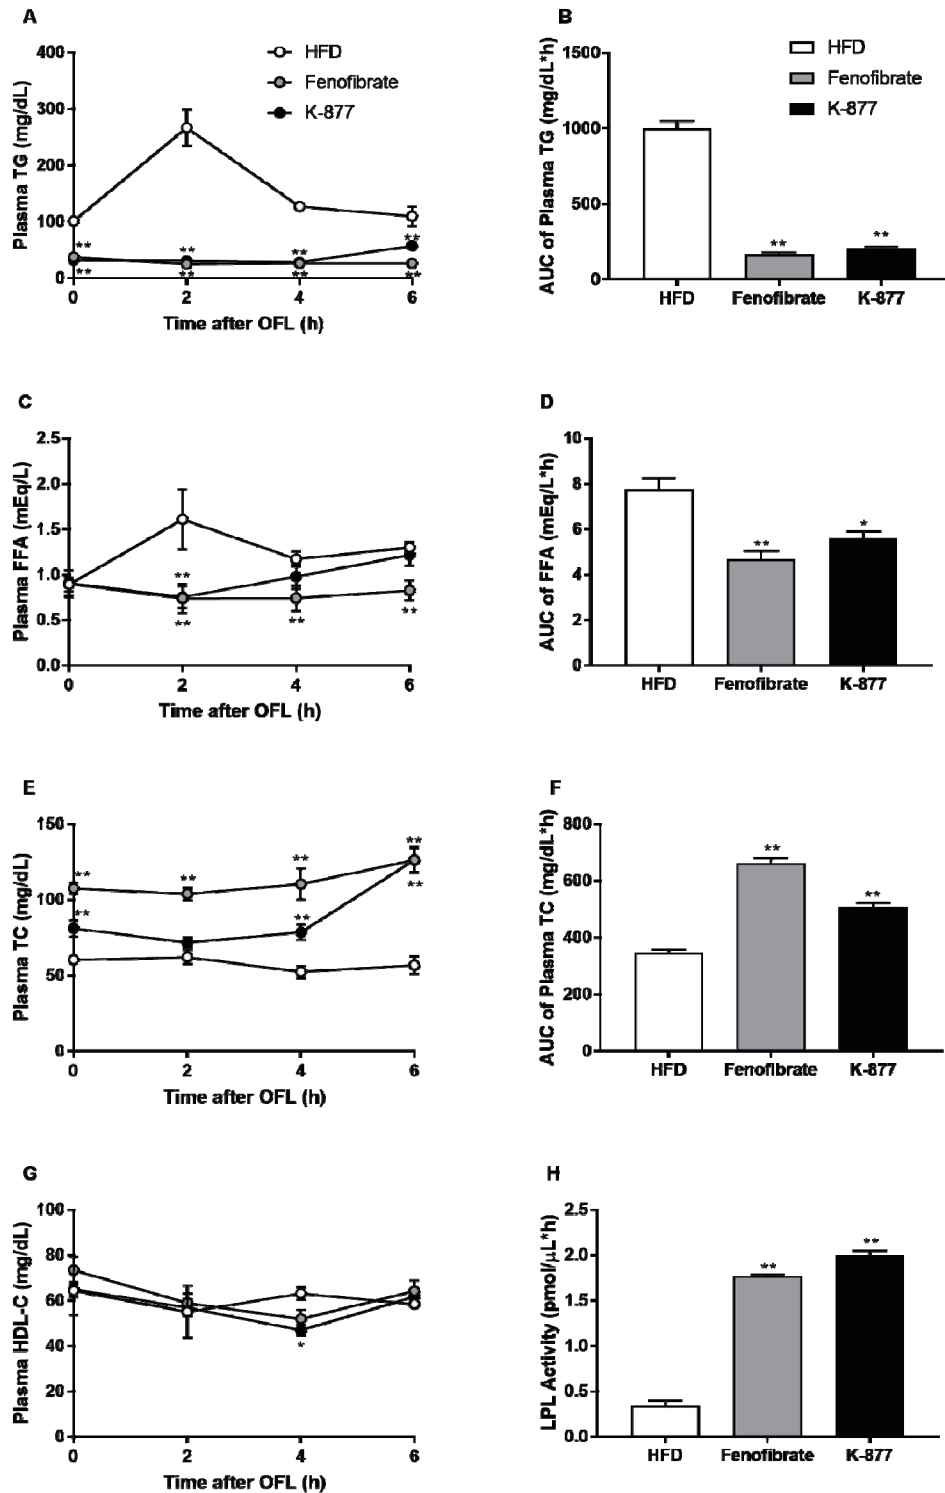 A
400
300
200
100
0
Plasma TG (mg/dL)
HFD
Fenofibrate
K-877
**
**
**
**
**
**
**
**
0 2 4 6
Time after OFL (h)
B
1500
1000
500
0
AUC of Plasma TG (mg/dL*h)
HFD
Fenofibrate
K-877
**
**
HFD Fenofibrate K-877
C
2.5
2.0
1.5
1.0
0.5
0.0
Plasma FFA (mEq/L)
**
**
**
**
0 2 4 6
Time after OFL (h)
D
10
8
6
4
2
0
AUC of FFA (mEq/L*h)
**
*
HFD Fenofibrate K-877
E
150
100
50
0
Plasma TC (mg/dL)
**
**
**
**
**
**
**
0 2 4 6
Time after OFL (h)
F
800
600
400
200
0
AUC of Plasma TC (mg/dL*h)
**
**
HFD Fenofibrate K-877
G
100
80
60
40
20
0
Plasma HDL-C (mg/dL)
*
0 2 4 6
Time after OFL (h)
H
2.5
2.0
1.5
1.0
0.5
0.0
LPL Activity (pmol/µL*h)
**
**
HFD Fenofibrate K-877